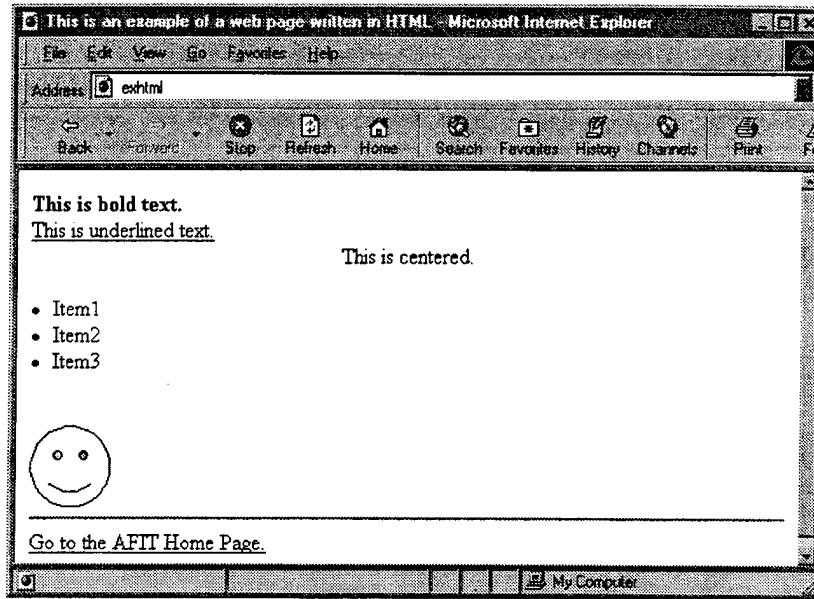 This is an example of a web page written in HTML - Microsoft Internet Explorer
File Edit View Go Favorites Help
Address exhtml
Back Forward Stop Refresh Home Search Favorites History Channels Print
This is bold text.
This is underlined text.
This is centered.
• Item1
• Item2
• Item3
Go to the AFIT Home Page.
My Computer